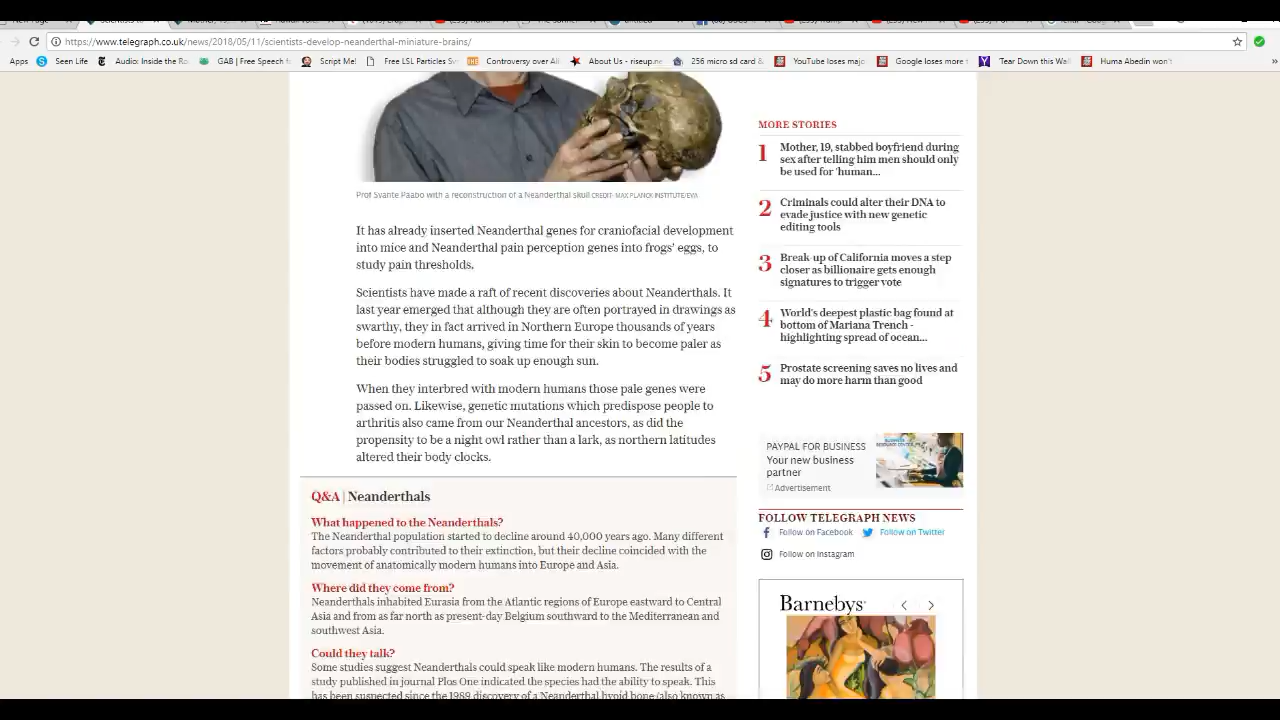 https://www.telegraph.co.uk/news/2018/05/11/scientists-develop-neanderthal-miniature-brains/
Apps Seen Life Audio: Inside the Ro GAB | Free Speech f Script Me! Free LSL Particles Sv Controversy over Al About Us - riseup.ne 256 micro sd card & YouTube loses majo Google loses more t Tear Down this Wall Huma Abedin won't »
Prof Svante Paabo with a reconstruction of a Neanderthal skull CREDIT: MAX PLANCK INSTITUTE/EVA
It has already inserted Neanderthal genes for craniofacial development
into mice and Neanderthal pain perception genes into frogs' eggs, to
study pain thresholds.
Scientists have made a raft of recent discoveries about Neanderthals. It
last year emerged that although they are often portrayed in drawings as
swarthy, they in fact arrived in Northern Europe thousands of years
before modern humans, giving time for their skin to become paler as
their bodies struggled to soak up enough sun.
When they interbred with modern humans those pale genes were
passed on. Likewise, genetic mutations which predispose people to
arthritis also came from our Neanderthal ancestors, as did the
propensity to be a night owl rather than a lark, as northern latitudes
altered their body clocks.
Q&A | Neanderthals
What happened to the Neanderthals?
The Neanderthal population started to decline around 40,000 years ago. Many different
factors probably contributed to their extinction, but their decline coincided with the
movement of anatomically modern humans into Europe and Asia.
Where did they come from?
Neanderthals inhabited Eurasia from the Atlantic regions of Europe eastward to Central
Asia and from as far north as present-day Belgium southward to the Mediterranean and
southwest Asia.
Could they talk?
Some studies suggest Neanderthals could speak like modern humans. The results of a
study published in journal Plos One indicated the species had the ability to speak. This
has been suspected since the 1989 discovery of a Neanderthal hyoid bone (also known as
MORE STORIES
1 Mother, 19, stabbed boyfriend during
sex after telling him men should only
be used for 'human...
2 Criminals could alter their DNA to
evade justice with new genetic
editing tools
3 Break-up of California moves a step
closer as billionaire gets enough
signatures to trigger vote
4 World's deepest plastic bag found at
bottom of Mariana Trench -
highlighting spread of ocean...
5 Prostate screening saves no lives and
may do more harm than good
PAYPAL FOR BUSINESS
Your new business
partner
Advertisement
FOLLOW TELEGRAPH NEWS
Follow on Facebook Follow on Twitter
Follow on Instagram
Barnebys